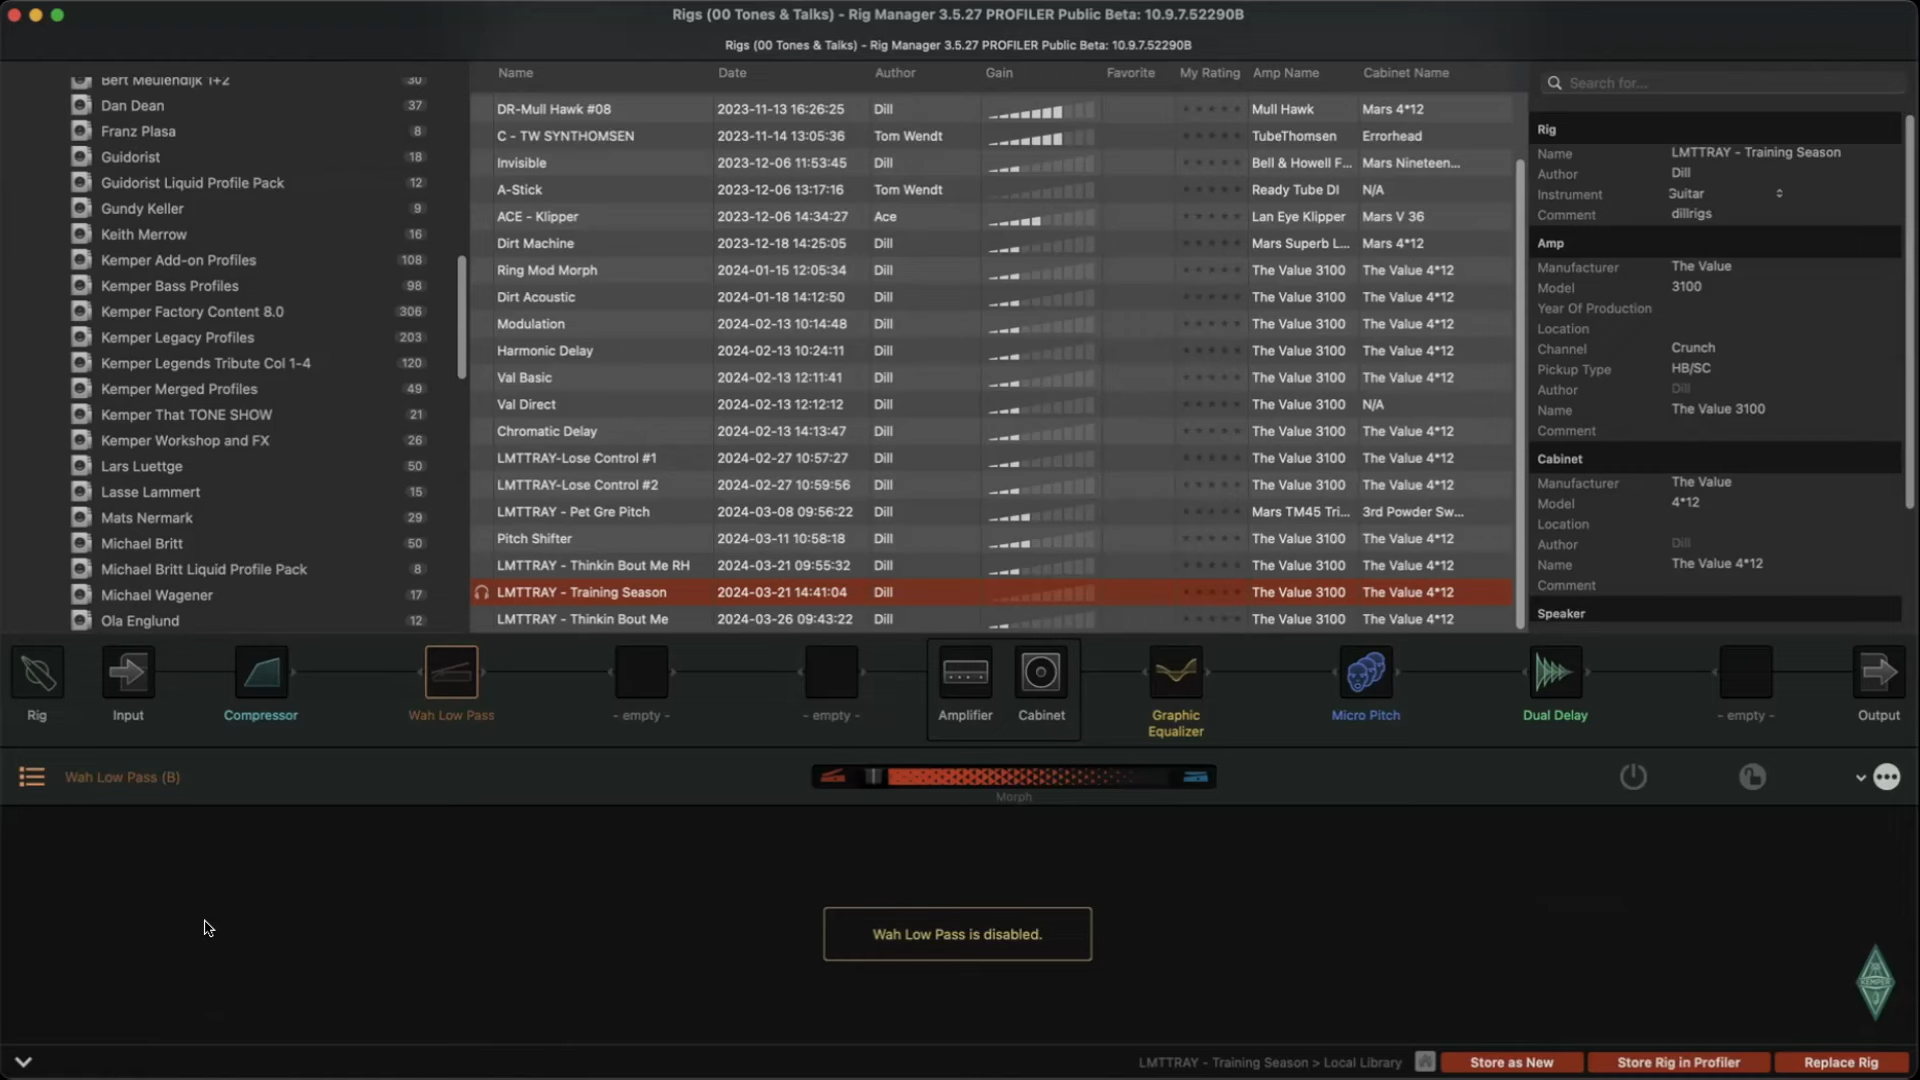 Rigs (00 Tones & Talks) - Rig Manager 3.5.27 PROFILER Public Beta: 10.9.7.52290B
Rigs (00 Tones & Talks) - Rig Manager 3.5.27 PROFILER Public Beta: 10.9.7.52290B
Bert Meulendijk 1+2 30
Dan Dean 37
Franz Plasa 8
Guidorist 18
Guidorist Liquid Profile Pack 12
Gundy Keller 9
Keith Merrow 16
Kemper Add-on Profiles 108
Kemper Bass Profiles 98
Kemper Factory Content 8.0 306
Kemper Legacy Profiles 203
Kemper Legends Tribute Col 1-4 120
Kemper Merged Profiles 49
Kemper That TONE SHOW 21
Kemper Workshop and FX 26
Lars Luettge 50
Lasse Lammert 15
Mats Nermark 29
Michael Britt 50
Michael Britt Liquid Profile Pack 8
Michael Wagener 17
Ola Englund 12
Name Date Author Gain Favorite My Rating Amp Name Cabinet Name
DR-Mull Hawk #08 2023-11-13 16:26:25 Dill Mull Hawk Mars 4*12
C - TW SYNTHOMSEN 2023-11-14 13:05:36 Tom Wendt TubeThomsen Errorhead
Invisible 2023-12-06 11:53:45 Dill Bell & Howell F... Mars Nineteen...
A-Stick 2023-12-06 13:17:16 Tom Wendt Ready Tube DI N/A
ACE - Klipper 2023-12-06 14:34:27 Ace Lan Eye Klipper Mars V 36
Dirt Machine 2023-12-18 14:25:05 Dill Mars Superb L... Mars 4*12
Ring Mod Morph 2024-01-15 12:05:34 Dill The Value 3100 The Value 4*12
Dirt Acoustic 2024-01-18 14:12:50 Dill The Value 3100 The Value 4*12
Modulation 2024-02-13 10:14:48 Dill The Value 3100 The Value 4*12
Harmonic Delay 2024-02-13 10:24:11 Dill The Value 3100 The Value 4*12
Val Basic 2024-02-13 12:11:41 Dill The Value 3100 The Value 4*12
Val Direct 2024-02-13 12:12:12 Dill The Value 3100 N/A
Chromatic Delay 2024-02-13 14:13:47 Dill The Value 3100 The Value 4*12
LMTTRAY-Lose Control #1 2024-02-27 10:57:27 Dill The Value 3100 The Value 4*12
LMTTRAY-Lose Control #2 2024-02-27 10:59:56 Dill The Value 3100 The Value 4*12
LMTTRAY - Pet Gre Pitch 2024-03-08 09:56:22 Dill Mars TM45 Tri... 3rd Powder Sw...
Pitch Shifter 2024-03-11 10:58:18 Dill The Value 3100 The Value 4*12
LMTTRAY - Thinkin Bout Me RH 2024-03-21 09:55:32 Dill The Value 3100 The Value 4*12
LMTTRAY - Training Season 2024-03-21 14:41:04 Dill The Value 3100 The Value 4*12
LMTTRAY - Thinkin Bout Me 2024-03-26 09:43:22 Dill The Value 3100 The Value 4*12
Search for...
Rig
Name LMTTRAY - Training Season
Author Dill
Instrument Guitar
Comment dillrigs
Amp
Manufacturer The Value
Model 3100
Year Of Production
Location
Channel Crunch
Pickup Type HB/SC
Author Dill
Name The Value 3100
Comment
Cabinet
Manufacturer The Value
Model 4*12
Location
Author Dill
Name The Value 4*12
Comment
Speaker
Rig Input Compressor Wah Low Pass - empty - - empty - Amplifier Cabinet Graphic Equalizer Micro Pitch Dual Delay - empty - Output
Wah Low Pass (B)
Morph
Wah Low Pass is disabled.
KEMPER
LMTTRAY - Training Season > Local Library Store as New Store Rig in Profiler Replace Rig